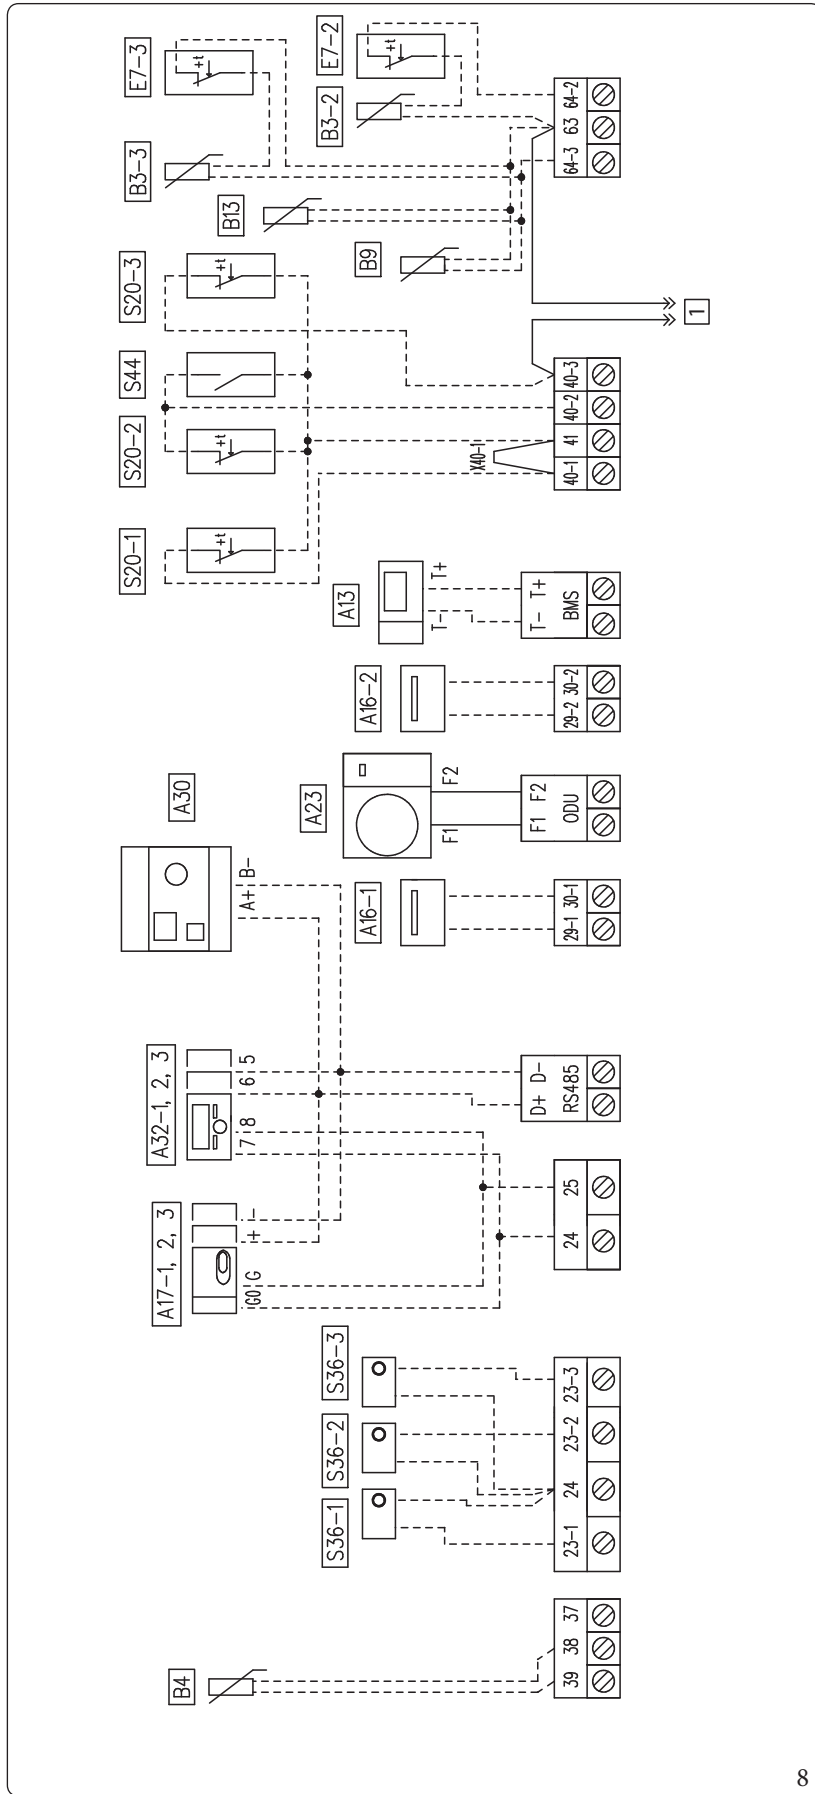 E7-3
+t
E7-2
+t
B3-3
B3-2
B13
B9
64-3 63 64-2
1
S20-3
+t
S44
S20-2
+t
S20-1
+t
X40-1
40-1 41 40-2 40-3
A13
T- T+
T- T+
BMS
A16-2
29-2 30-2
A30
A+ B-
A23
F1 F2
F1 F2
ODU
A16-1
29-1 30-1
A32-1, 2, 3
7 8 6 5
D+ D-
RS485
A17-1, 2, 3
G0 G + -
24 25
S36-3
S36-2
S36-1
23-1 24 23-2 23-3
B4
39 38 37
8